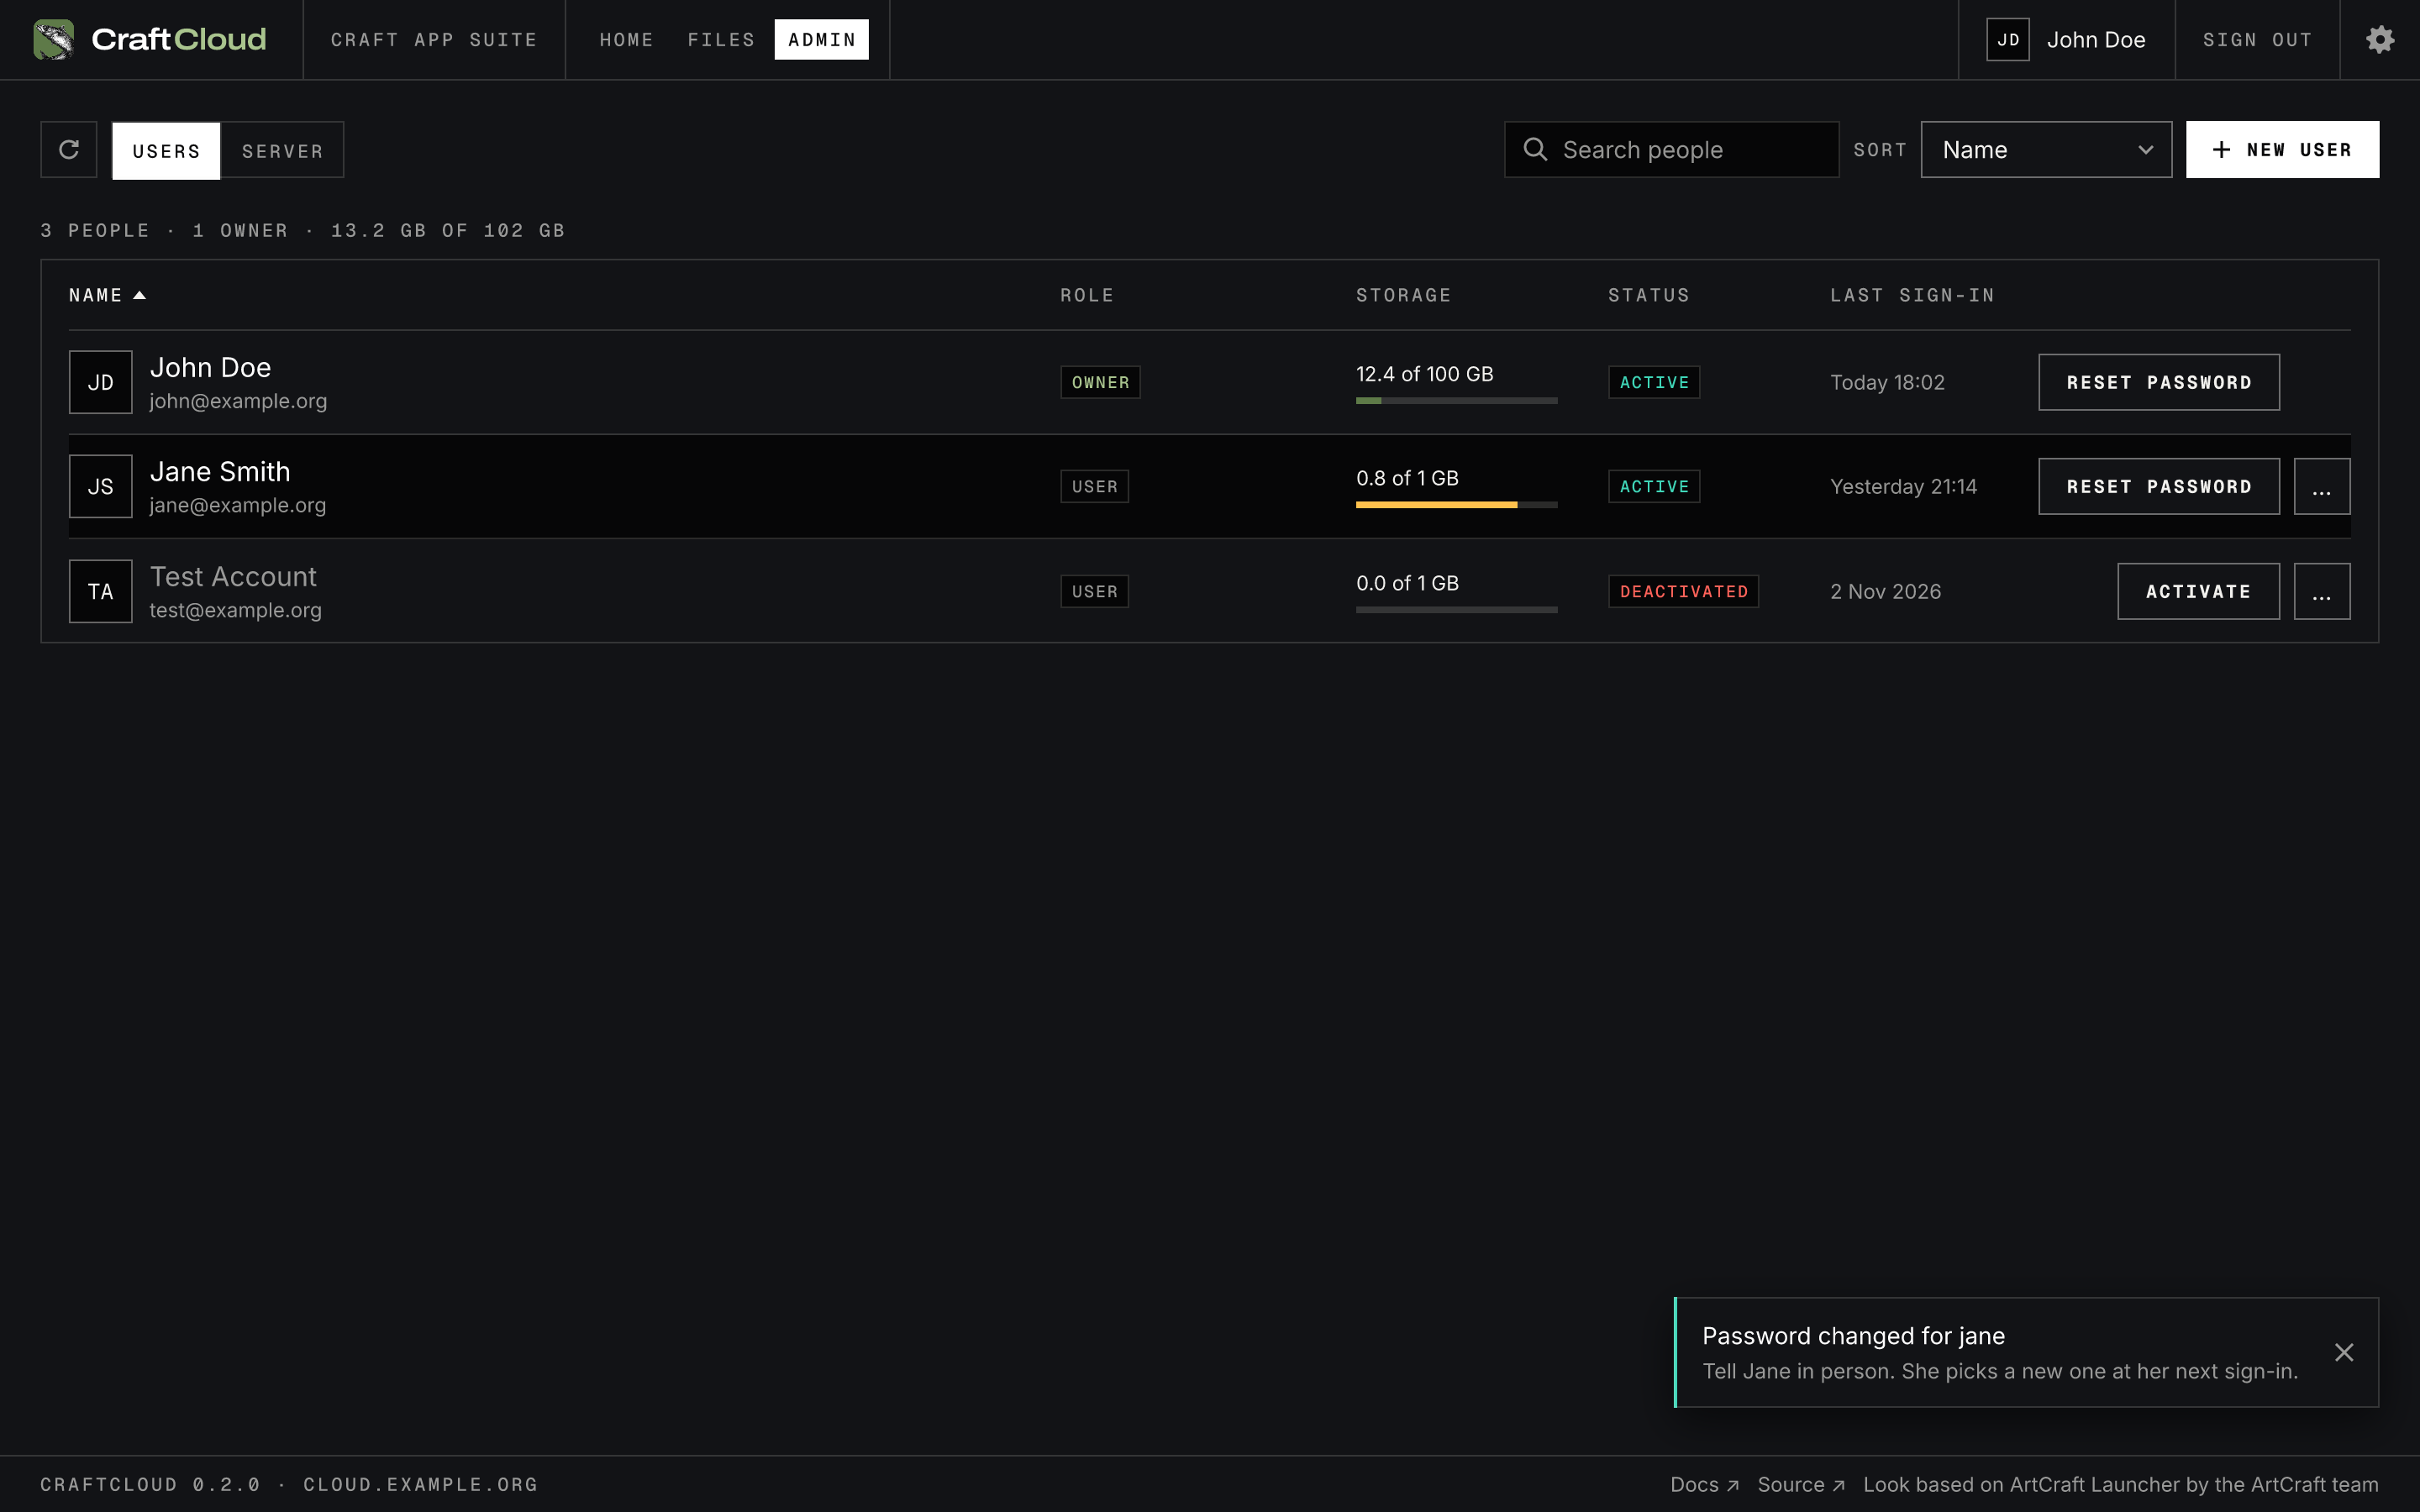 CraftCloud CRAFT APP SUITE HOME FILES ADMIN JD John Doe SIGN OUT
USERS SERVER Search people SORT Name + NEW USER
3 PEOPLE · 1 OWNER · 13.2 GB OF 102 GB
NAME ROLE STORAGE STATUS LAST SIGN-IN
JD John Doe OWNER 12.4 of 100 GB ACTIVE Today 18:02 RESET PASSWORD
john@example.org
JS Jane Smith USER 0.8 of 1 GB ACTIVE Yesterday 21:14 RESET PASSWORD ...
jane@example.org
TA Test Account USER 0.0 of 1 GB DEACTIVATED 2 Nov 2026 ACTIVATE ...
test@example.org
Password changed for jane
Tell Jane in person. She picks a new one at her next sign-in.
CRAFTCLOUD 0.2.0 · CLOUD.EXAMPLE.ORG Docs ↗ Source ↗ Look based on ArtCraft Launcher by the ArtCraft team